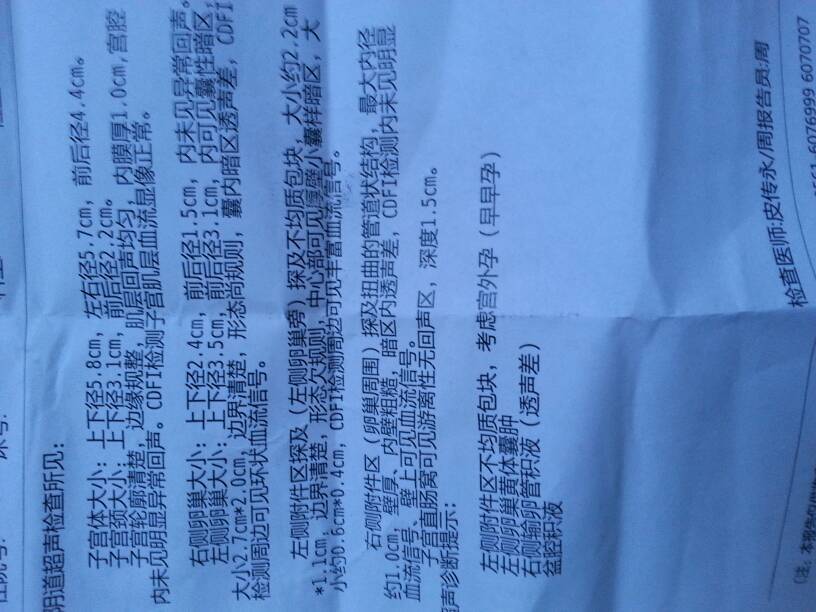 住院号:
床号:
阴道超声检查所见:
子宫体大小: 上下径5.8cm, 左右径5.7cm, 前后径4.4cm。
子宫颈大小: 上下径3.1cm, 前后径2.2cm。
子宫轮廓清楚, 边缘规整, 肌层回声均匀, 内膜厚1.0cm,宫腔
内未见明显异常回声。CDFI检测子宫肌层血流显像正常。
右侧卵巢大小: 上下径2.4cm, 前后径1.5cm, 内未见异常回声。
左侧卵巢大小: 上下径3.5cm, 前后径3.1cm, 内可见囊性暗区,
大小2.7cm*2.0cm, 边界清楚, 形态尚规则, 囊内暗区透声差, CDFI
检测周边可见环状血流信号。
左侧附件区探及(左侧卵巢旁)探及不均质包块, 大小约2.2cm
*1.1cm, 边界清楚, 形态欠规则, 中心部可见厚壁小囊样暗区, 大
小约0.6cm*0.4cm, CDFI检测周边可见丰富血流信号。
右侧附件区(卵巢周围)探及扭曲的管道状结构, 最大内径
约1.0cm, 壁厚、内壁粗糙, 暗区内透声差, CDFI检测内未见明显
血流信号、壁上可见血流信号。
子宫直肠窝可见游离性无回声区, 深度1.5cm。
超声诊断提示:
左侧附件区不均质包块, 考虑宫外孕(早早孕)
左侧卵巢黄体囊肿
右侧输卵管积液(透声差)
盆腔积液
检查医师:皮传永/周报告员:周
6076999 6070707
(注: 本报告仅供临